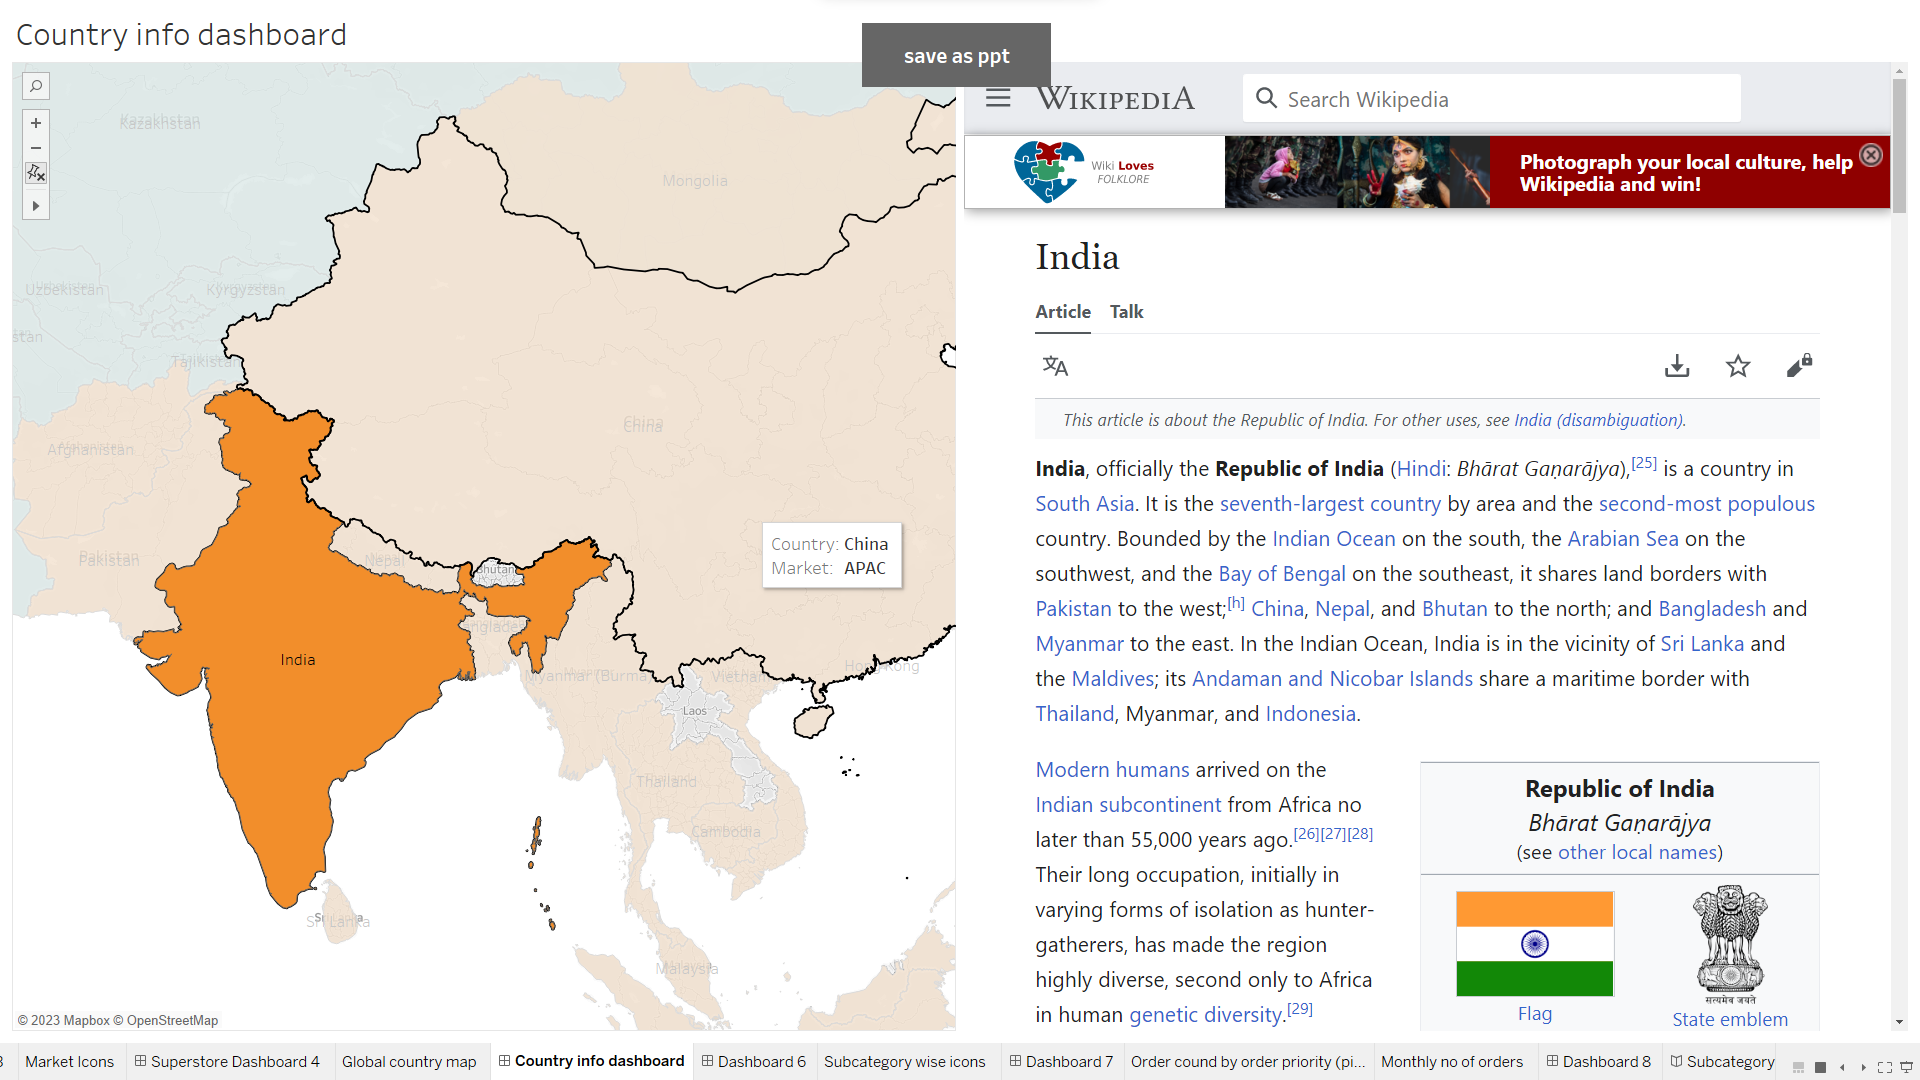 Country info dashboard
save as ppt
Kazakhstan
Mongolia
Uzbekistan
Kyrgyzstan
stan
Tajikistan
China
Afghanistan
Pakistan
Nepal
Bhutan
Country: China
Market: APAC
India
Myanmar (Burma)
Vietnam
Hong Kong
Laos
Thailand
Cambodia
Sri Lanka
Malaysia
© 2023 Mapbox © OpenStreetMap
WIKIPEDIA
Search Wikipedia
Wiki Loves
FOLKLORE
Photograph your local culture, help
Wikipedia and win!
India
Article Talk
This article is about the Republic of India. For other uses, see India (disambiguation).
India, officially the Republic of India (Hindi: Bhārat Gaṇarājya),[25] is a country in
South Asia. It is the seventh-largest country by area and the second-most populous
country. Bounded by the Indian Ocean on the south, the Arabian Sea on the
southwest, and the Bay of Bengal on the southeast, it shares land borders with
Pakistan to the west;[h] China, Nepal, and Bhutan to the north; and Bangladesh and
Myanmar to the east. In the Indian Ocean, India is in the vicinity of Sri Lanka and
the Maldives; its Andaman and Nicobar Islands share a maritime border with
Thailand, Myanmar, and Indonesia.
Modern humans arrived on the
Indian subcontinent from Africa no
later than 55,000 years ago.[26][27][28]
Their long occupation, initially in
varying forms of isolation as hunter-
gatherers, has made the region
highly diverse, second only to Africa
in human genetic diversity.[29]
Republic of India
Bhārat Gaṇarājya
(see other local names)
सत्यमेव जयते
Flag
State emblem
3 Market Icons Superstore Dashboard 4 Global country map Country info dashboard Dashboard 6 Subcategory wise icons Dashboard 7 Order cound by order priority (pi... Monthly no of orders Dashboard 8 Subcategory